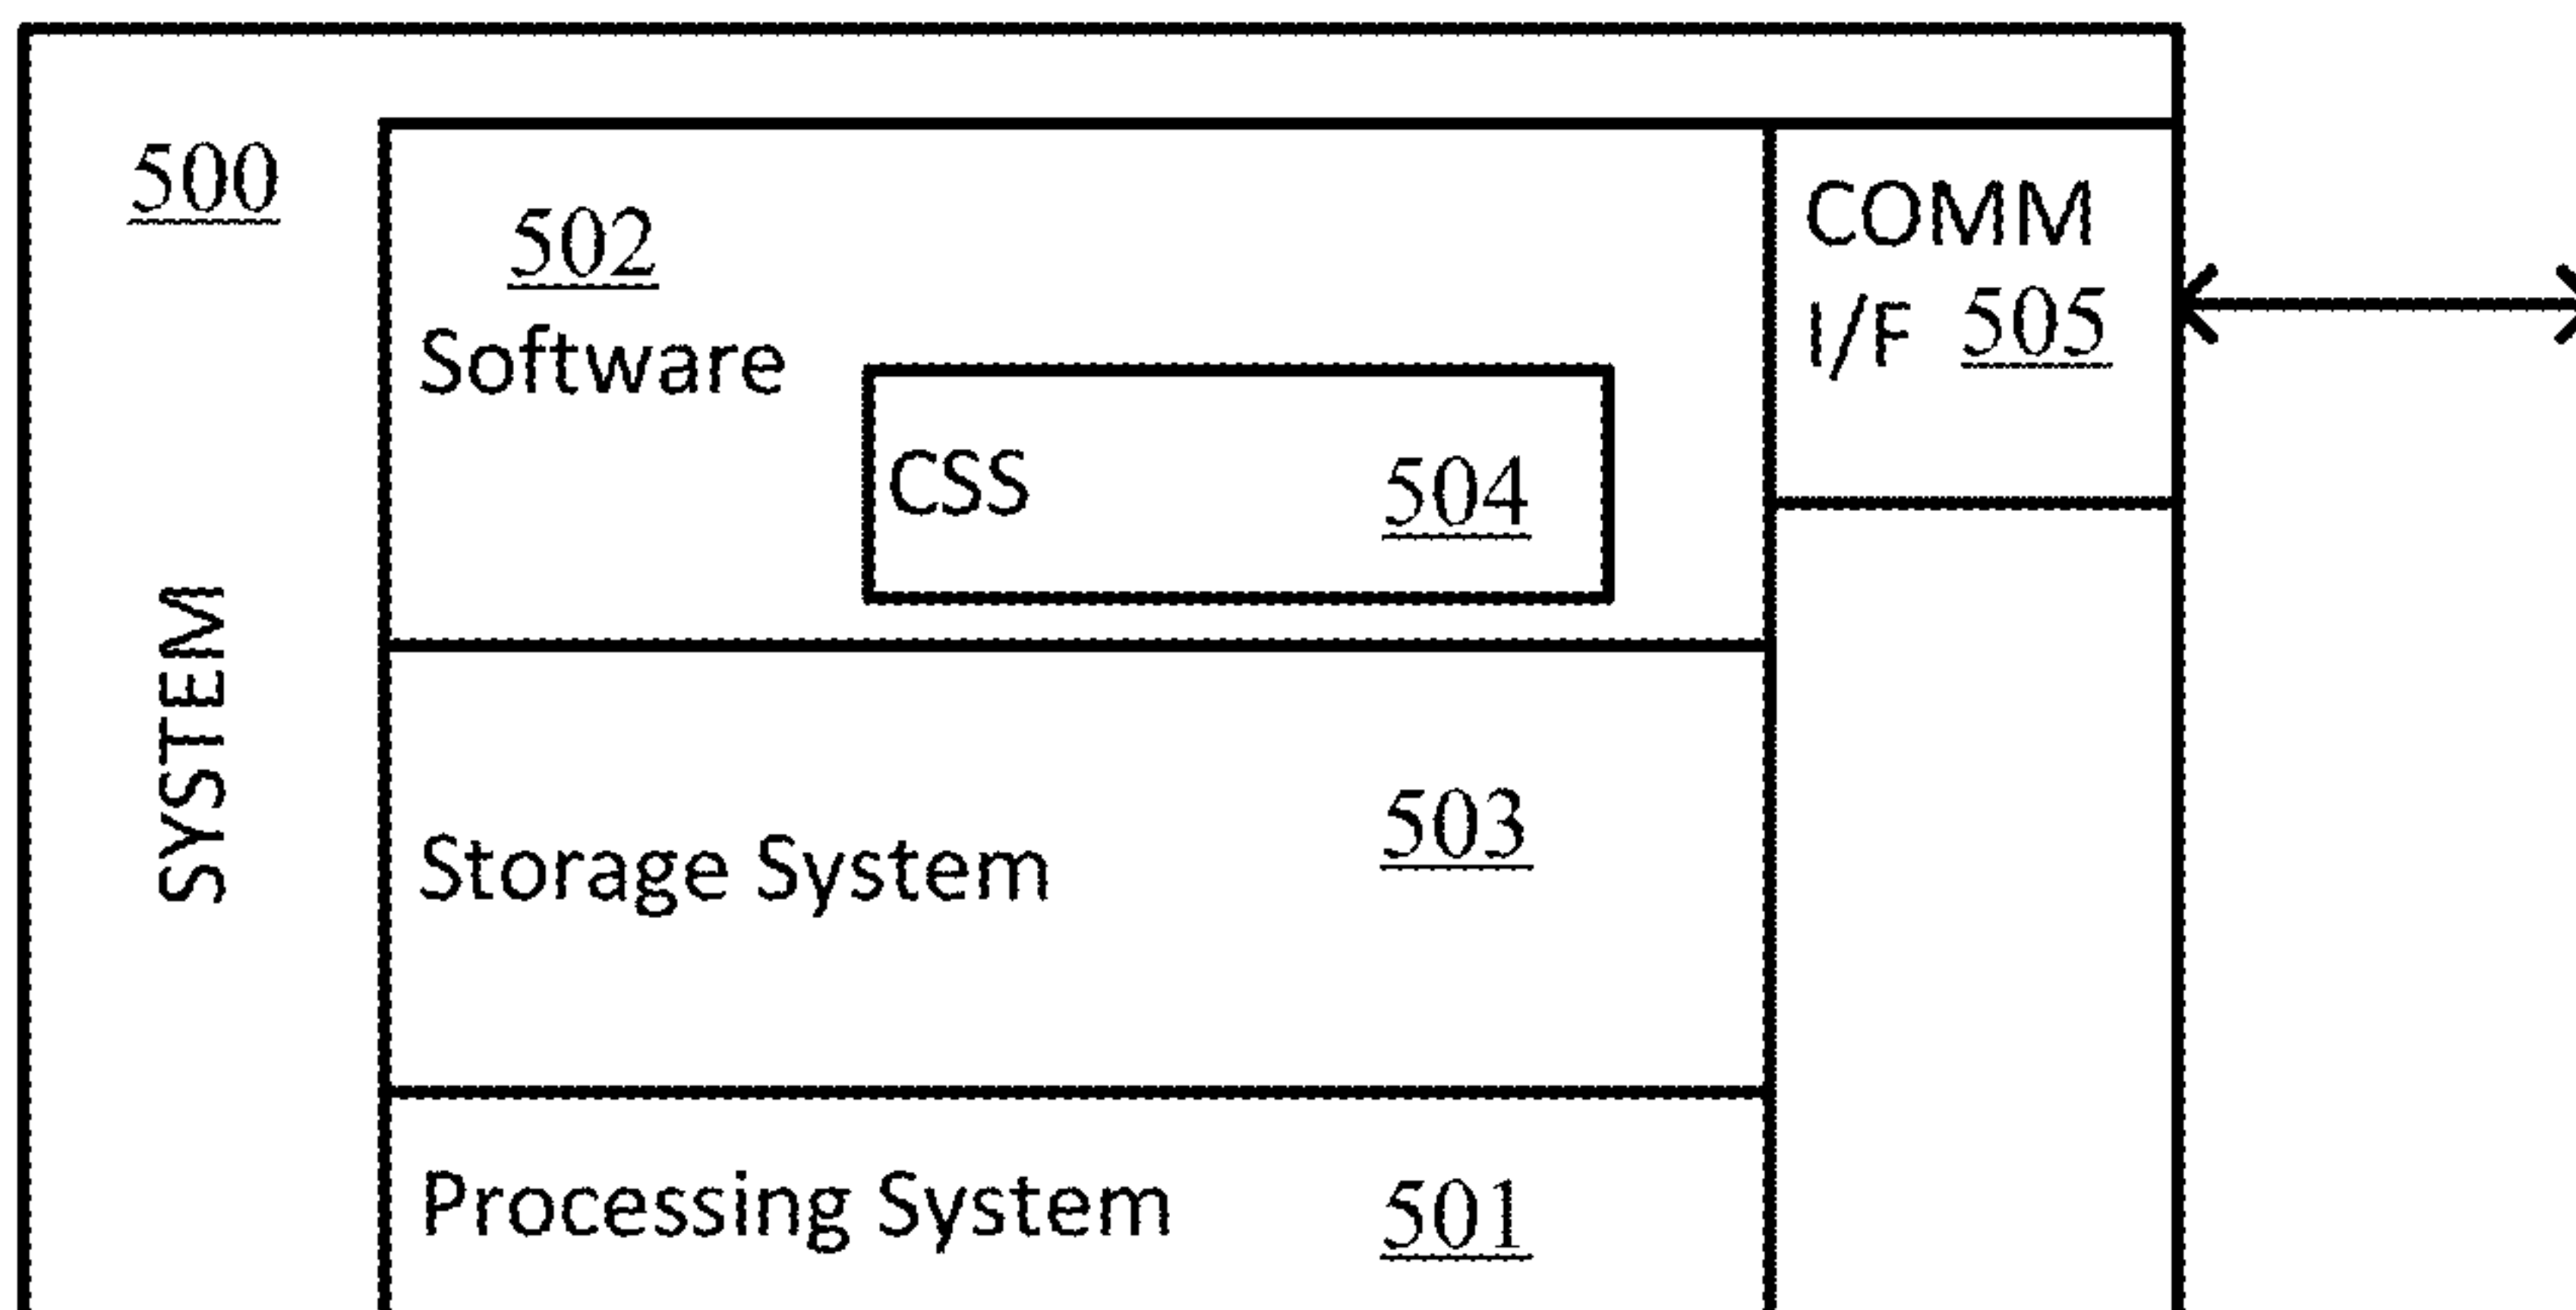 500
SYSTEM
502
Software
CSS 504
COMM
I/F 505
Storage System 503
Processing System 501